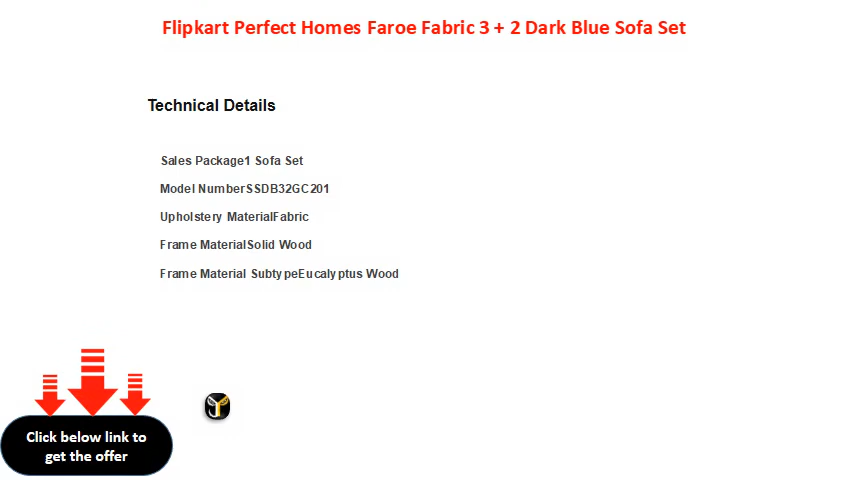 Flipkart Perfect Homes Faroe Fabric 3 + 2 Dark Blue Sofa Set
Technical Details
Sales Package1 Sofa Set
Model NumberSSDB32GC201
Upholstery MaterialFabric
Frame MaterialSolid Wood
Frame Material SubtypeEucalyptus Wood
Click below link to
get the offer